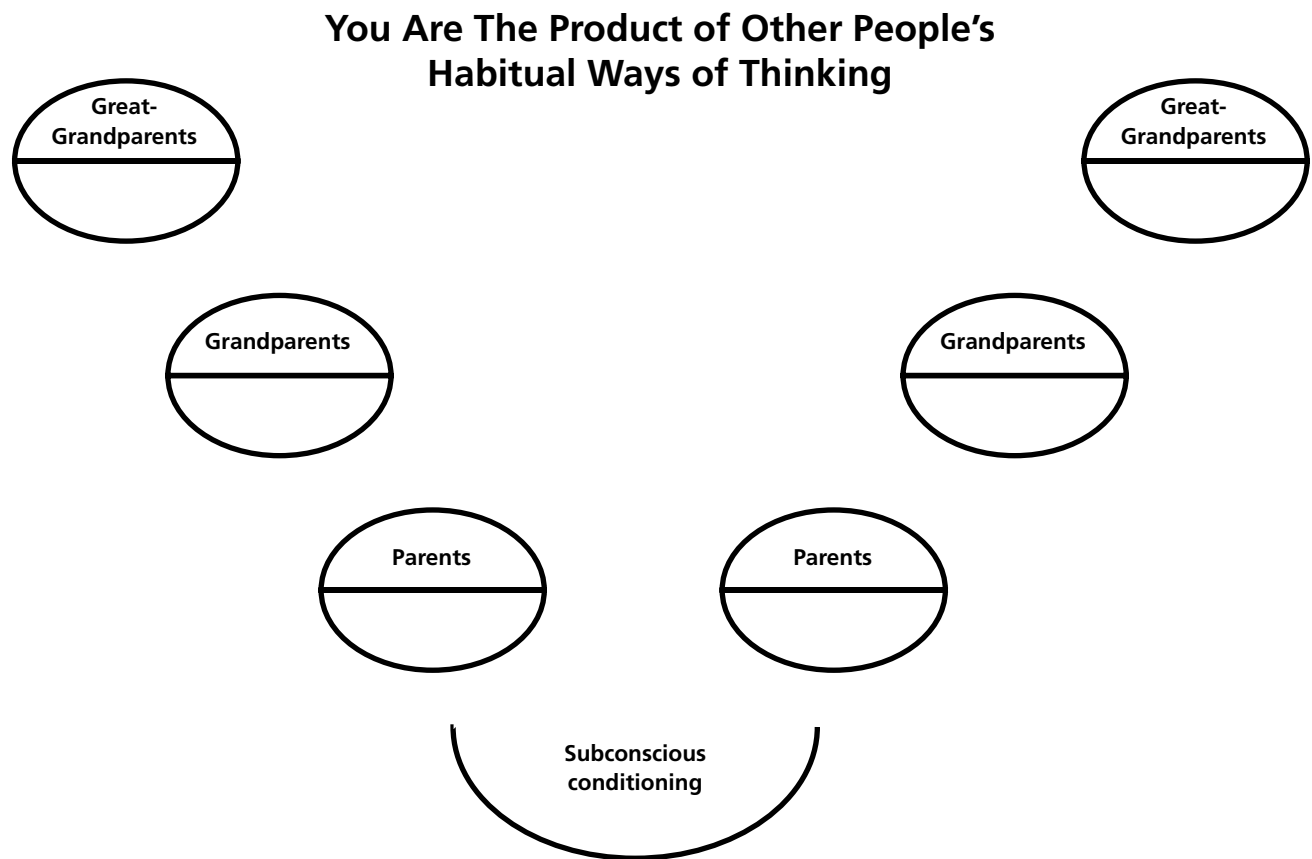 You Are The Product of Other People’s
Habitual Ways of Thinking
Great-
Grandparents
Great-
Grandparents
Grandparents
Grandparents
Parents
Parents
Subconscious
conditioning